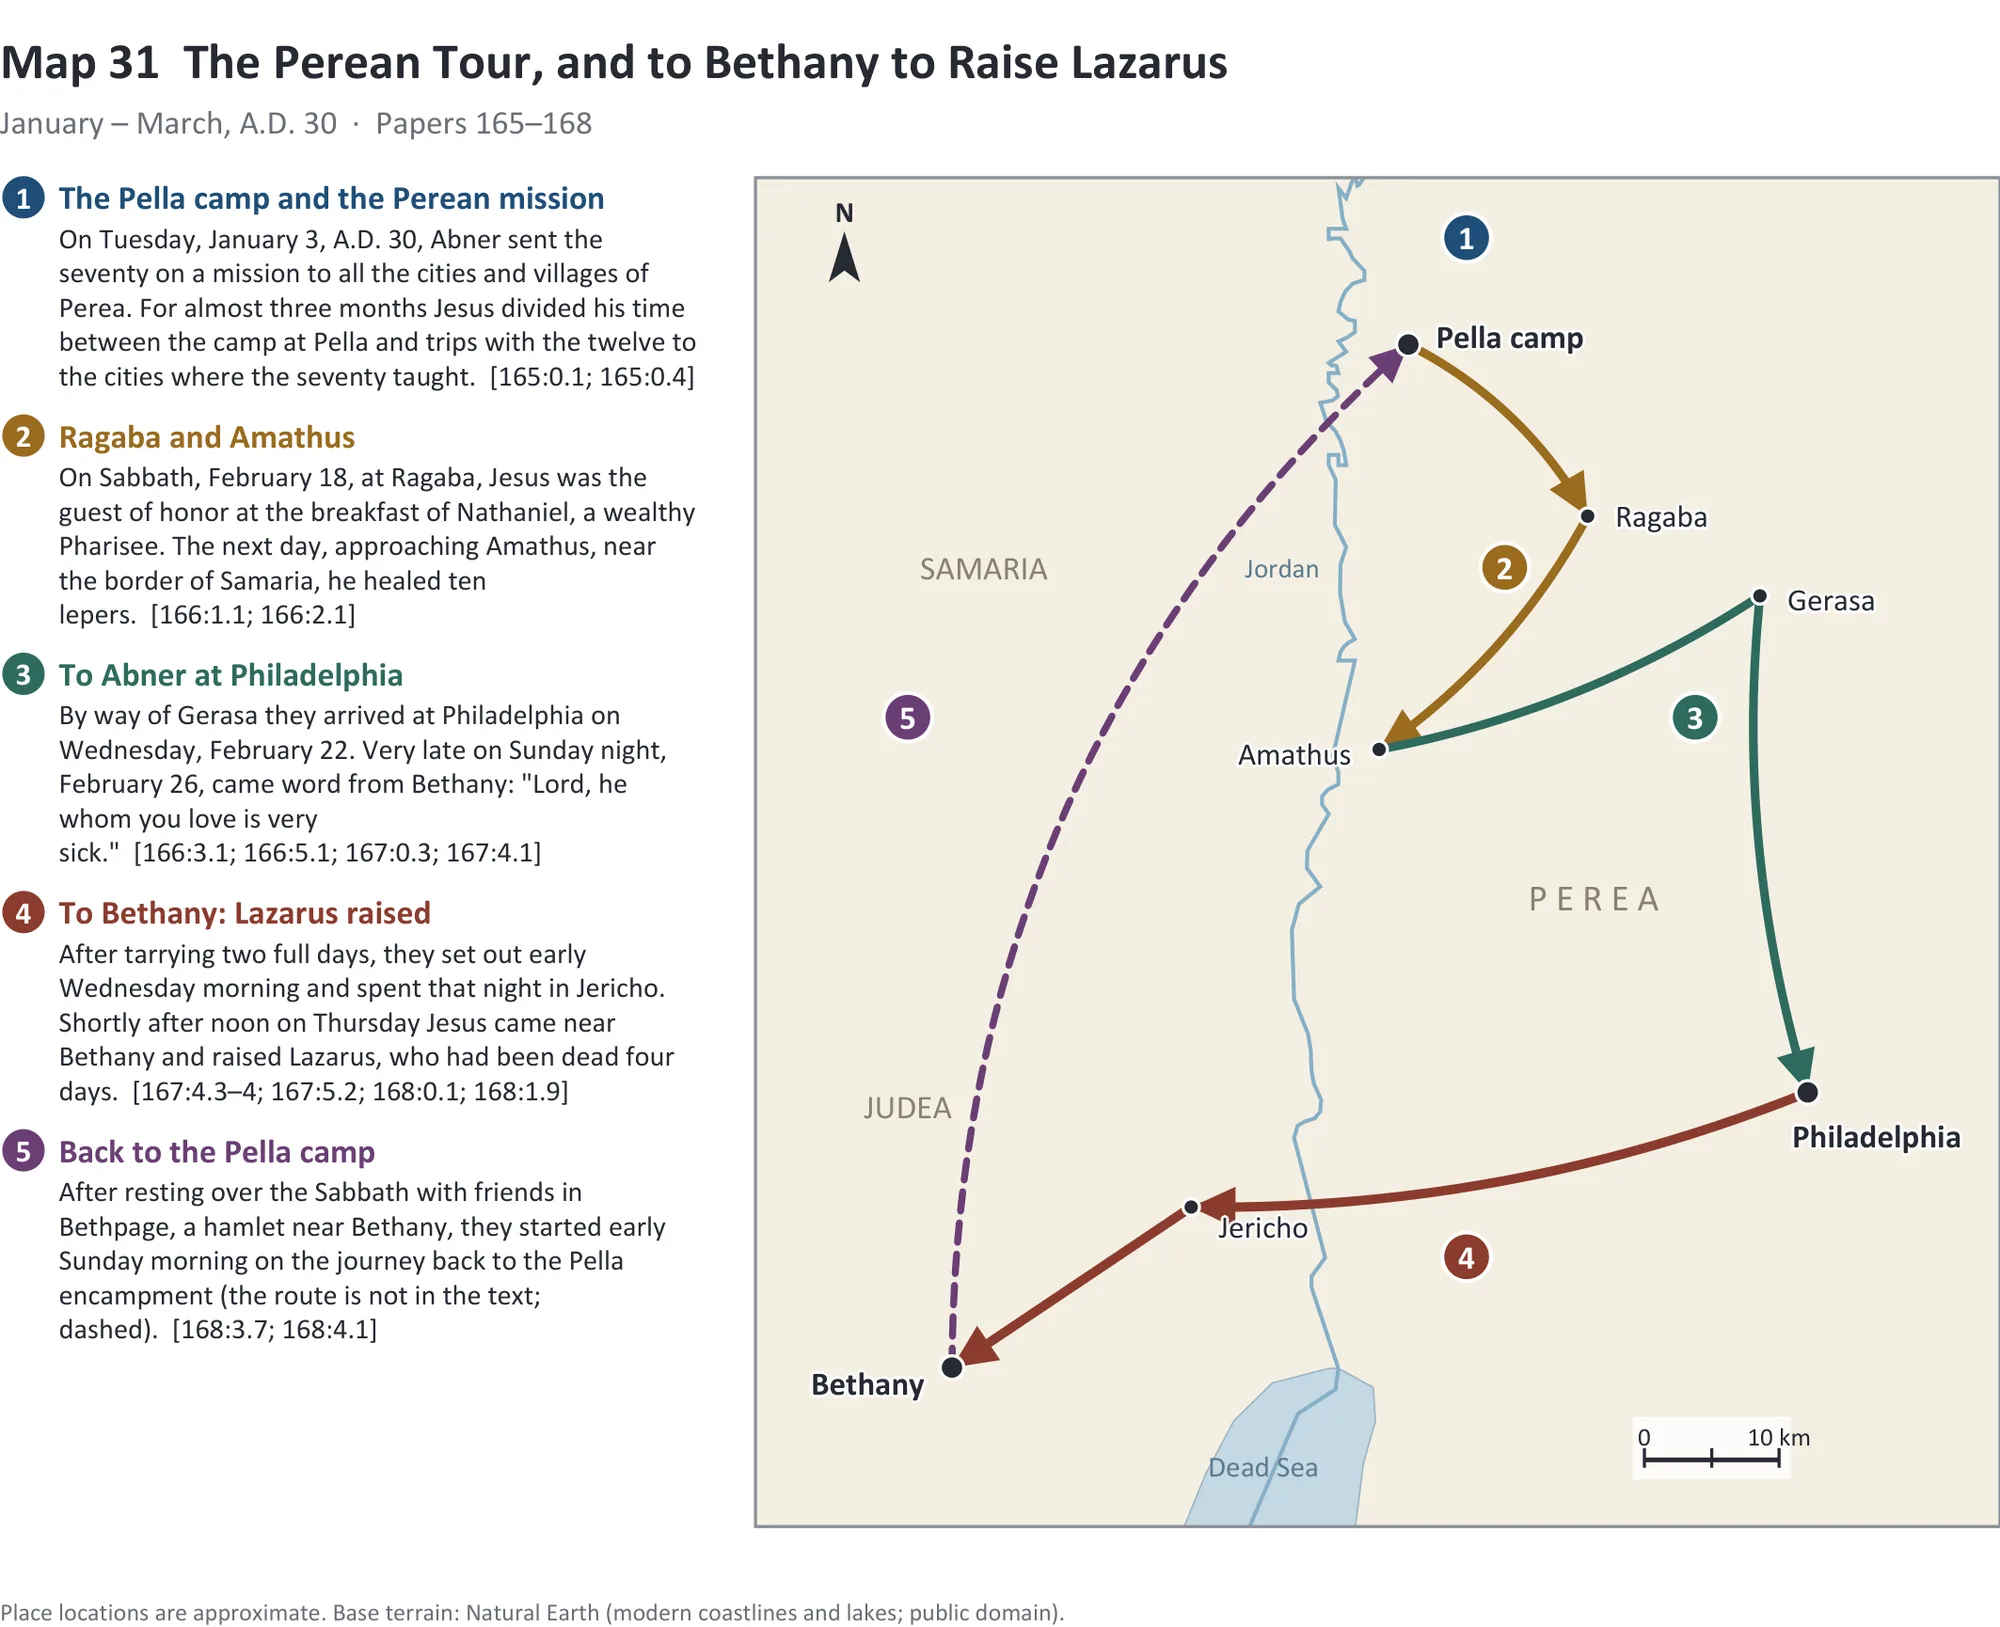 Map 31  The Perean Tour, and to Bethany to Raise Lazarus
January – March, A.D. 30  ·  Papers 165–168
1 The Pella camp and the Perean mission
On Tuesday, January 3, A.D. 30, Abner sent the
seventy on a mission to all the cities and villages of
Perea. For almost three months Jesus divided his time
between the camp at Pella and trips with the twelve to
the cities where the seventy taught.  [165:0.1; 165:0.4]
2 Ragaba and Amathus
On Sabbath, February 18, at Ragaba, Jesus was the
guest of honor at the breakfast of Nathaniel, a wealthy
Pharisee. The next day, approaching Amathus, near
the border of Samaria, he healed ten
lepers.  [166:1.1; 166:2.1]
3 To Abner at Philadelphia
By way of Gerasa they arrived at Philadelphia on
Wednesday, February 22. Very late on Sunday night,
February 26, came word from Bethany: "Lord, he
whom you love is very
sick."  [166:3.1; 166:5.1; 167:0.3; 167:4.1]
4 To Bethany: Lazarus raised
After tarrying two full days, they set out early
Wednesday morning and spent that night in Jericho.
Shortly after noon on Thursday Jesus came near
Bethany and raised Lazarus, who had been dead four
days.  [167:4.3–4; 167:5.2; 168:0.1; 168:1.9]
5 Back to the Pella camp
After resting over the Sabbath with friends in
Bethpage, a hamlet near Bethany, they started early
Sunday morning on the journey back to the Pella
encampment (the route is not in the text;
dashed).  [168:3.7; 168:4.1]
N
1
Pella camp
Ragaba
SAMARIA
Jordan
2
Gerasa
5
3
Amathus
PEREA
JUDEA
Philadelphia
Jericho
4
Bethany
Dead Sea
0 10 km
Place locations are approximate. Base terrain: Natural Earth (modern coastlines and lakes; public domain).